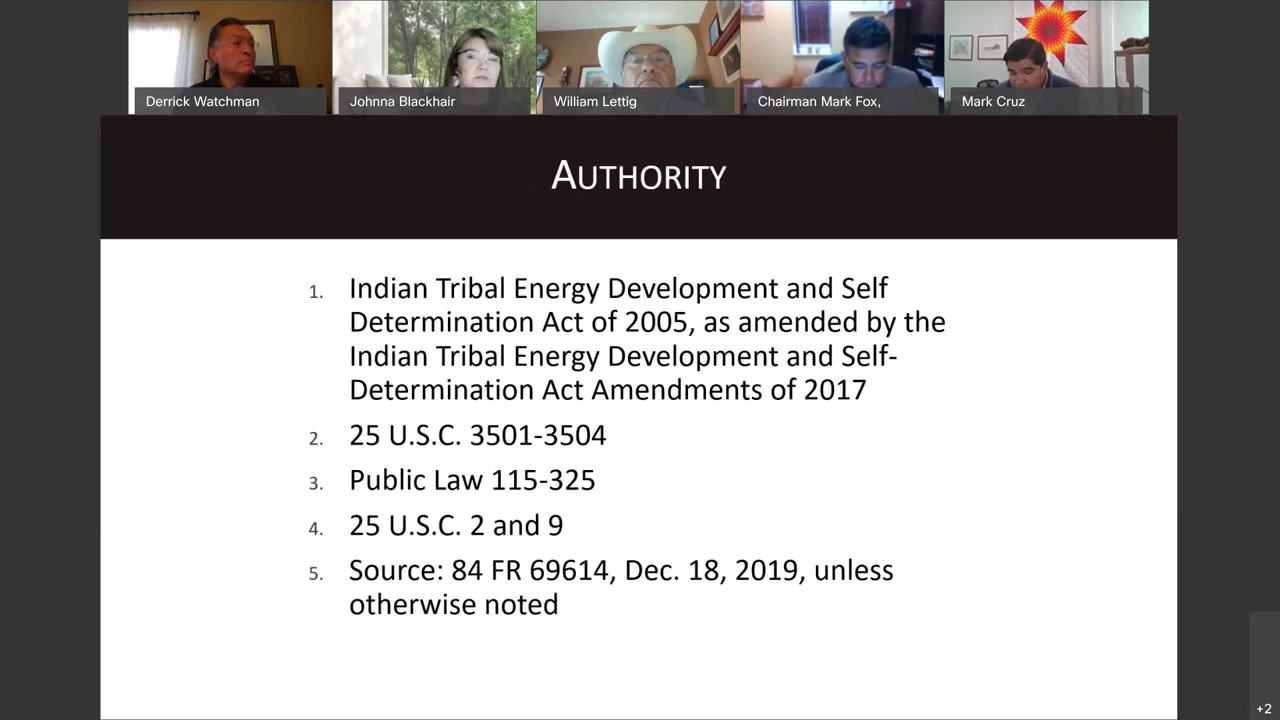 Derrick Watchman
Johnna Blackhair
William Lettig
Chairman Mark Fox,
Mark Cruz
AUTHORITY
1. Indian Tribal Energy Development and Self
Determination Act of 2005, as amended by the
Indian Tribal Energy Development and Self-
Determination Act Amendments of 2017
2. 25 U.S.C. 3501-3504
3. Public Law 115-325
4. 25 U.S.C. 2 and 9
5. Source: 84 FR 69614, Dec. 18, 2019, unless
otherwise noted
+2